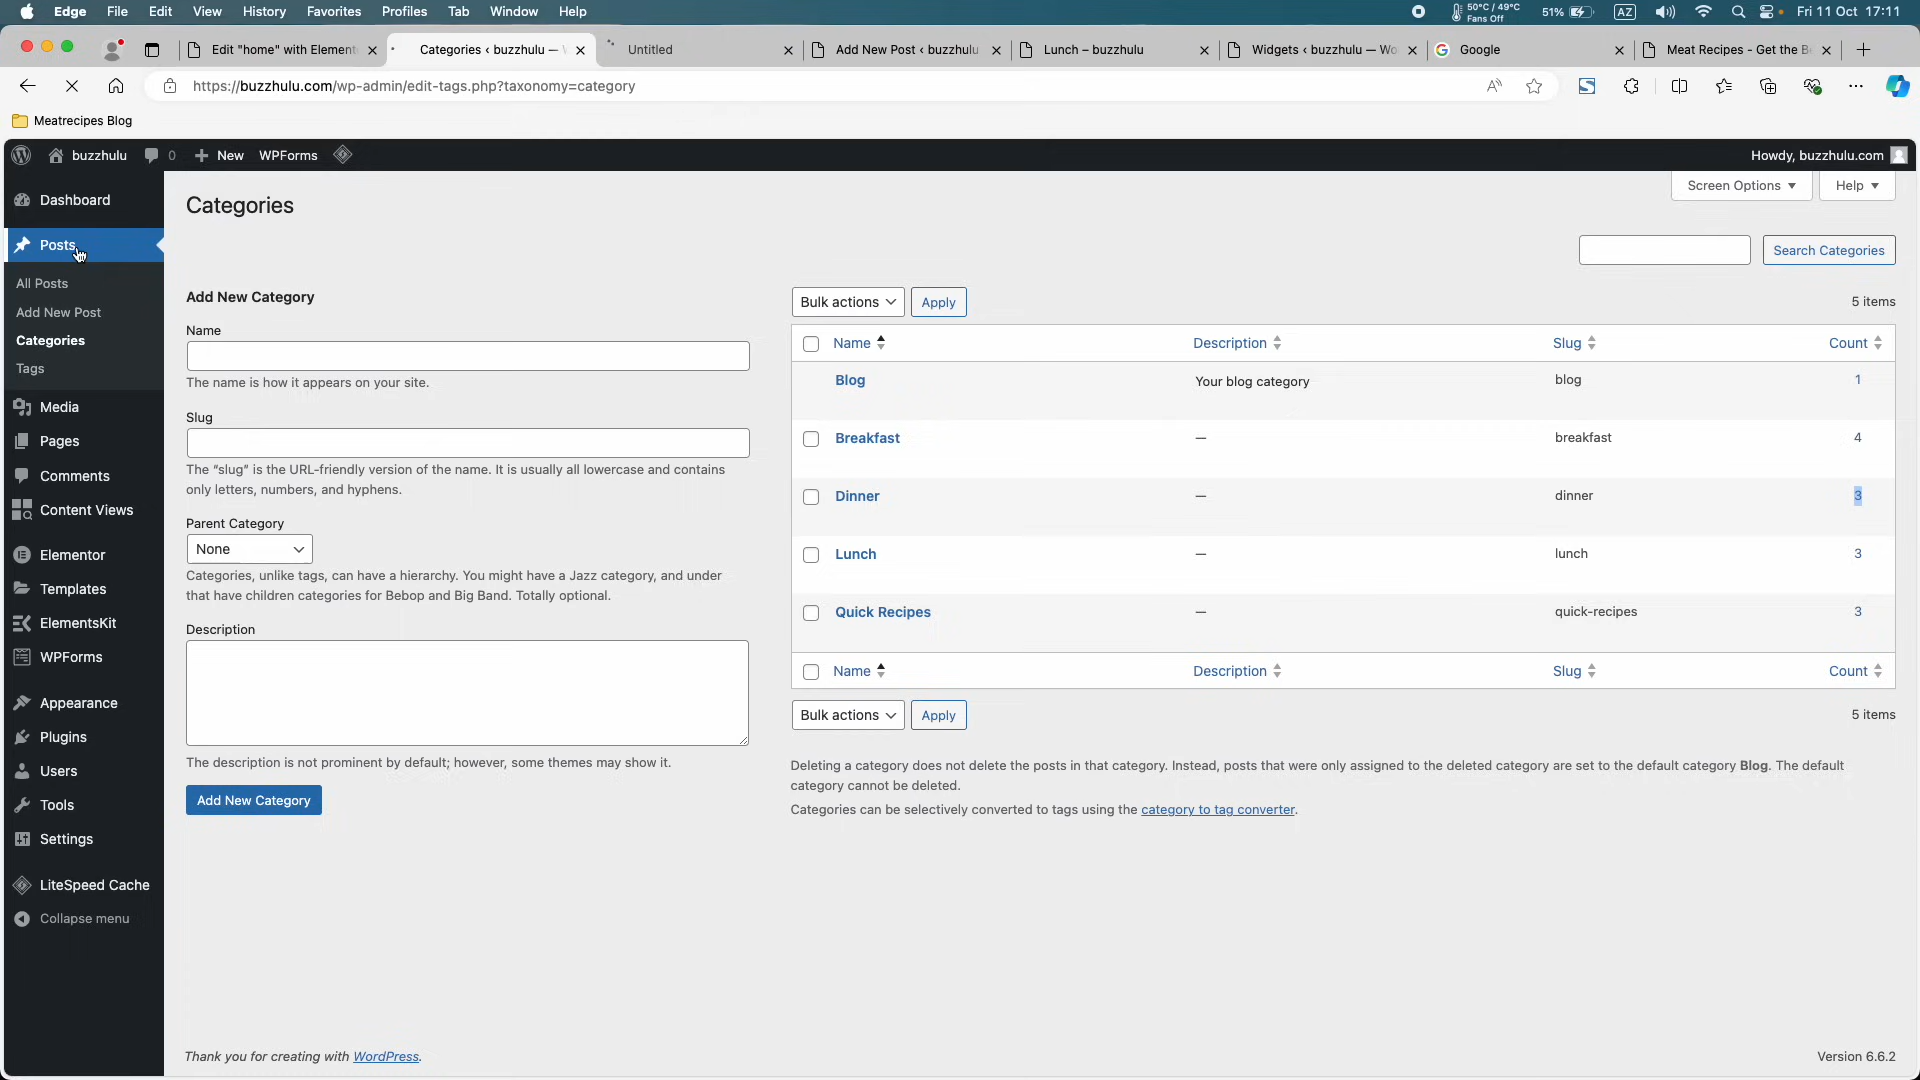 Edge File Edit View History Favorites Profiles Tab Window Help 50°C / 49°C Fans Off 51% AZ Fri 11 Oct 17:11
Edit "home" with Element Categories ‹ buzzhulu — Untitled Add New Post ‹ buzzhulu Lunch – buzzhulu Widgets ‹ buzzhulu — Wo Google Meat Recipes - Get the B
https://buzzhulu.com/wp-admin/edit-tags.php?taxonomy=category
Meatrecipes Blog
buzzhulu 0 New WPForms Howdy, buzzhulu.com
Screen Options Help
Dashboard
Posts
All Posts
Add New Post
Categories
Tags
Media
Pages
Comments
Content Views
Elementor
Templates
ElementsKit
WPForms
Appearance
Plugins
Users
Tools
Settings
LiteSpeed Cache
Collapse menu
Categories
Search Categories
Add New Category
Name
The name is how it appears on your site.
Slug
The “slug” is the URL-friendly version of the name. It is usually all lowercase and contains
only letters, numbers, and hyphens.
Parent Category
None
Categories, unlike tags, can have a hierarchy. You might have a Jazz category, and under
that have children categories for Bebop and Big Band. Totally optional.
Description
The description is not prominent by default; however, some themes may show it.
Add New Category
Bulk actions Apply 5 items
Name Description Slug Count
Blog Your blog category blog 1
Breakfast — breakfast 4
Dinner — dinner 3
Lunch — lunch 3
Quick Recipes — quick-recipes 3
Name Description Slug Count
Bulk actions Apply 5 items
Deleting a category does not delete the posts in that category. Instead, posts that were only assigned to the deleted category are set to the default category Blog. The default
category cannot be deleted.
Categories can be selectively converted to tags using the category to tag converter.
Thank you for creating with WordPress. Version 6.6.2